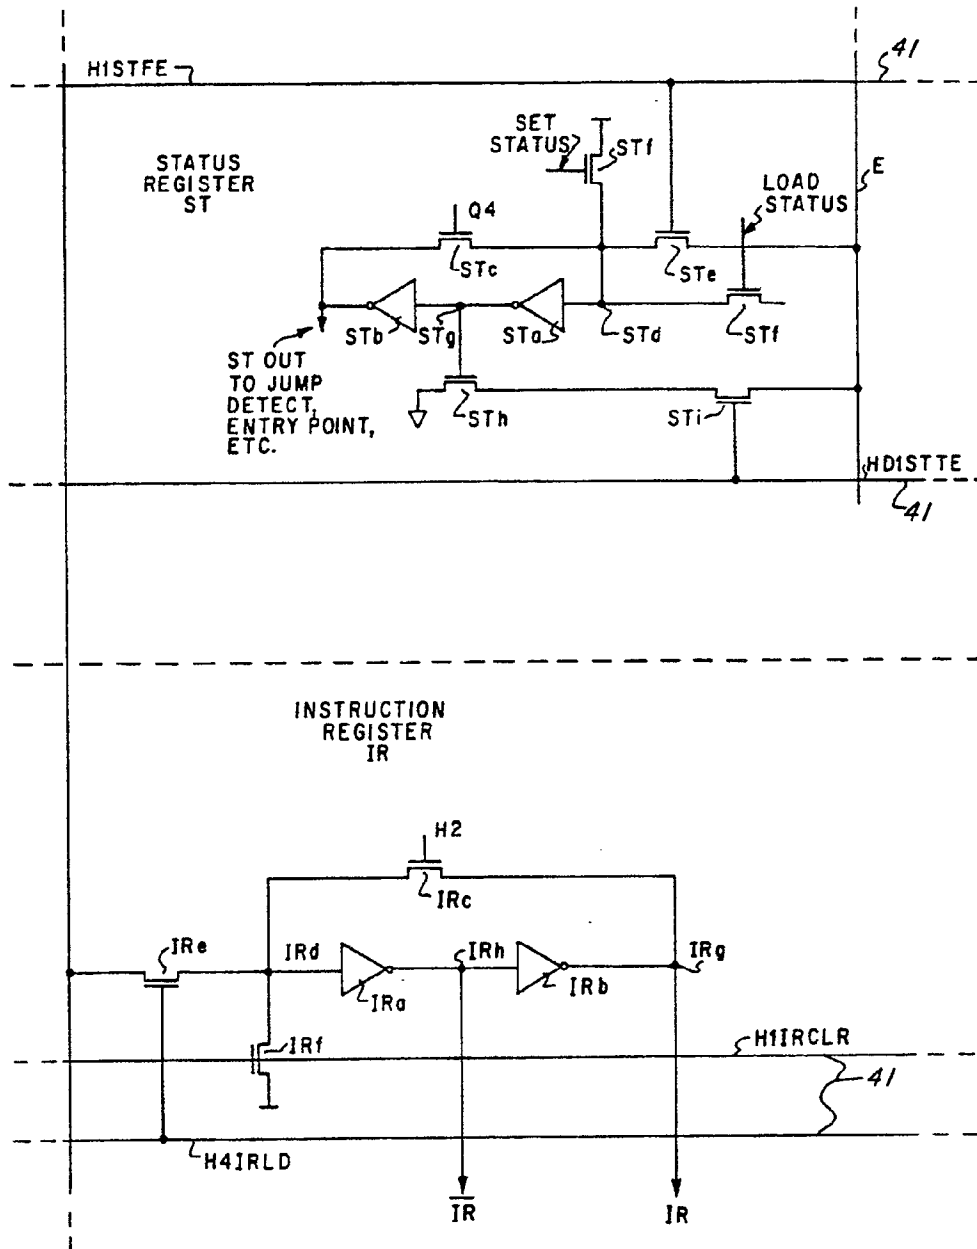 H1STFE
41
SET
STATUS
STf
STATUS
REGISTER
ST
E
LOAD
STATUS
Q4
STc
STe
STb
STg
STa
STd
STf
ST OUT
TO JUMP
DETECT,
ENTRY POINT,
ETC.
STh
STi
HD1STTE
41
INSTRUCTION
REGISTER
IR
H2
IRc
IRe
IRd
IRh
IRg
IRa
IRb
IRf
H1IRCLR
41
H4IRLD
I̅R̅
IR